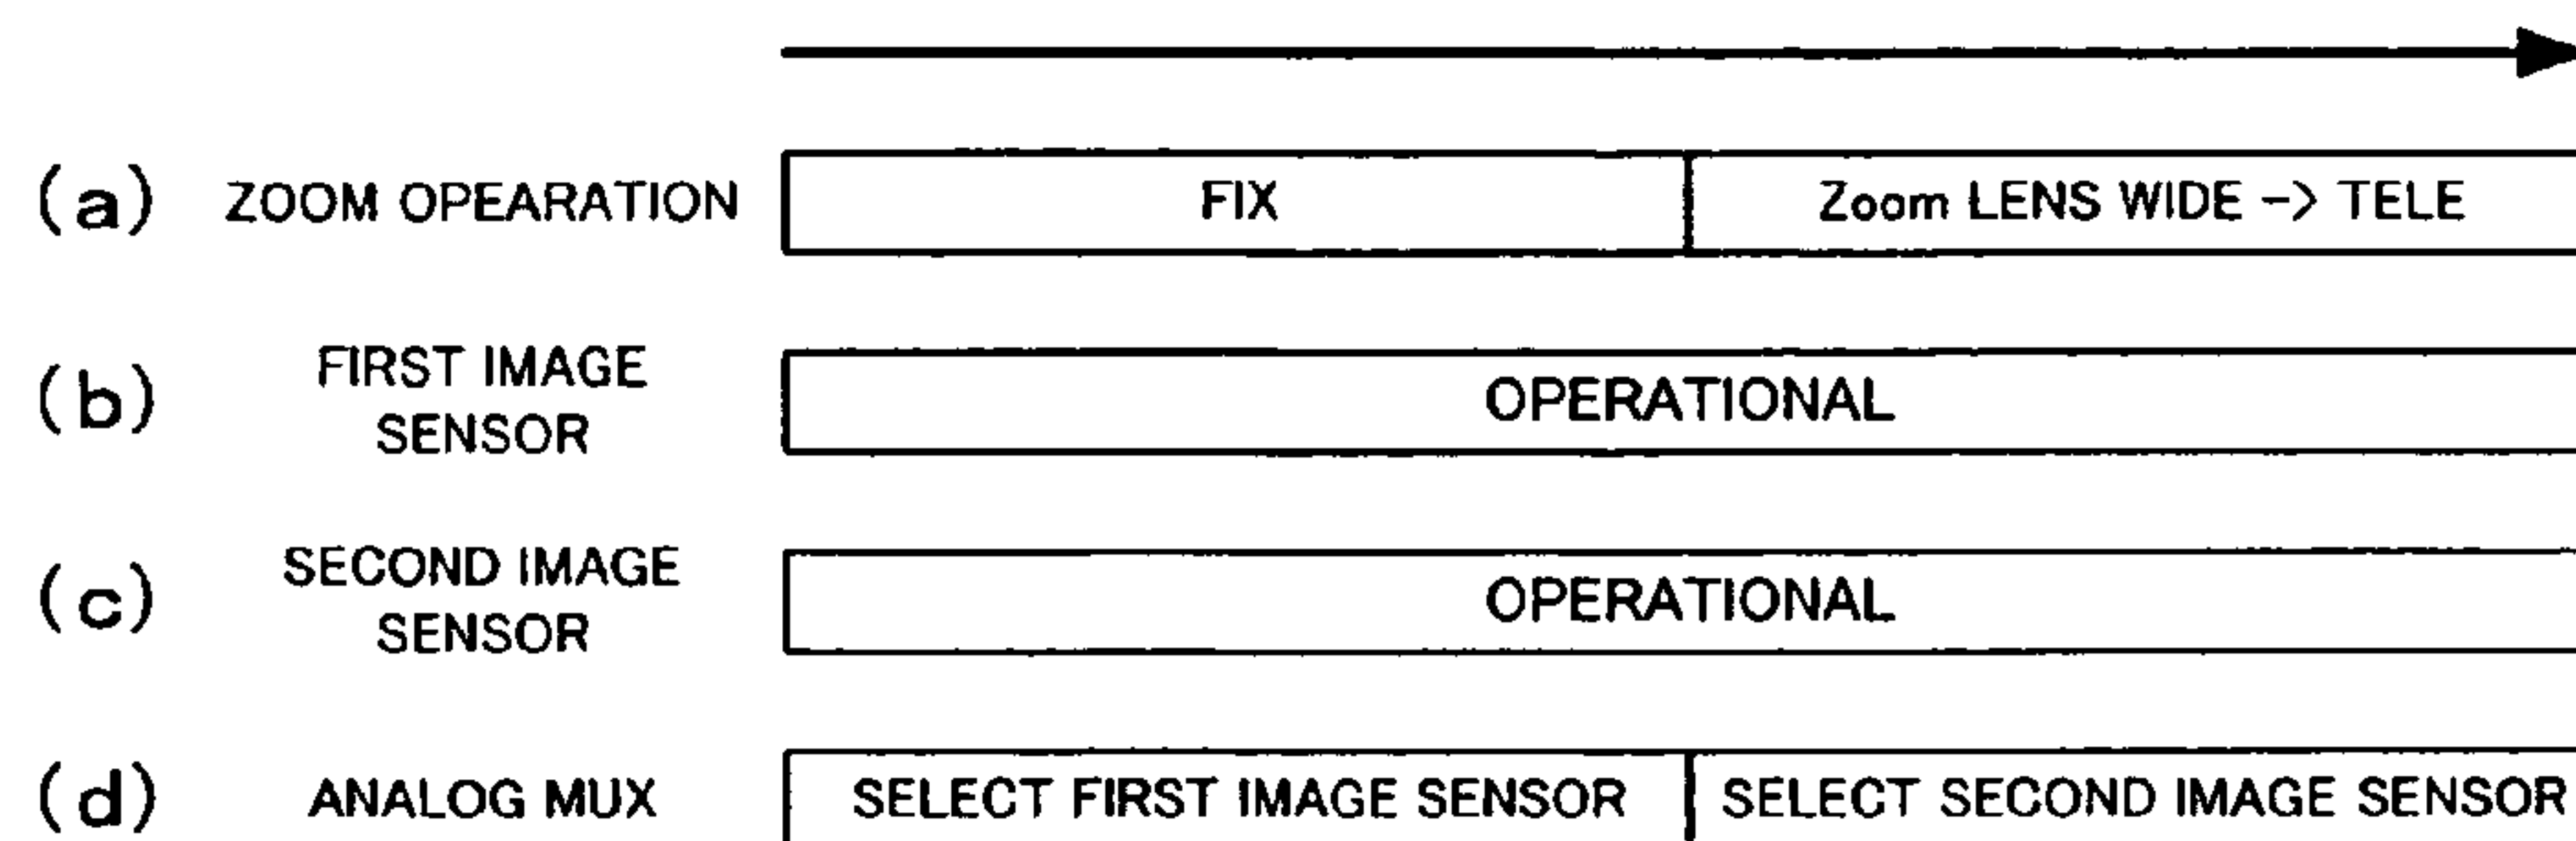 (a) ZOOM OPEARATION FIX Zoom LENS WIDE -> TELE
(b) FIRST IMAGE SENSOR OPERATIONAL
(c) SECOND IMAGE SENSOR OPERATIONAL
(d) ANALOG MUX SELECT FIRST IMAGE SENSOR SELECT SECOND IMAGE SENSOR